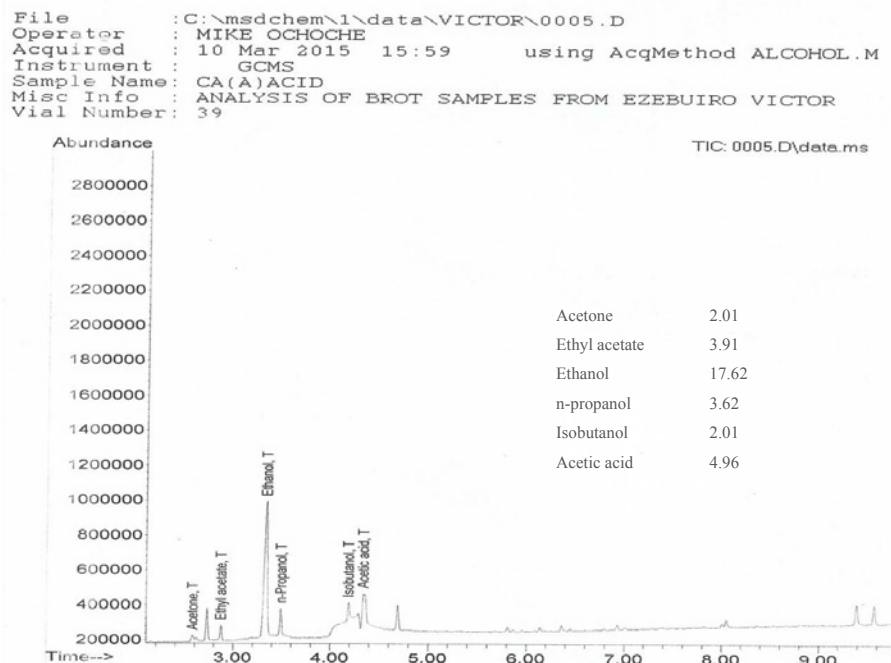 File :C:\msdchem\1\data\VICTOR\0005.D
Operator : MIKE OCHOCHE
Acquired : 10 Mar 2015 15:59 using AcqMethod ALCOHOL.M
Instrument : GCMS
Sample Name: CA(A)ACID
Misc Info : ANALYSIS OF BROT SAMPLES FROM EZEBUIRO VICTOR
Vial Number: 39
Abundance
TIC: 0005.D\data.ms
2800000
2600000
2400000
2200000
2000000
1800000
1600000
1400000
1200000
1000000
800000
600000
400000
200000
Acetone 2.01
Ethyl acetate 3.91
Ethanol 17.62
n-propanol 3.62
Isobutanol 2.01
Acetic acid 4.96
Acetone, T
Ethyl acetate, T
Ethanol, T
n-Propanol, T
Isobutanol, T
Acetic acid, T
Time--> 3.00 4.00 5.00 6.00 7.00 8.00 9.00